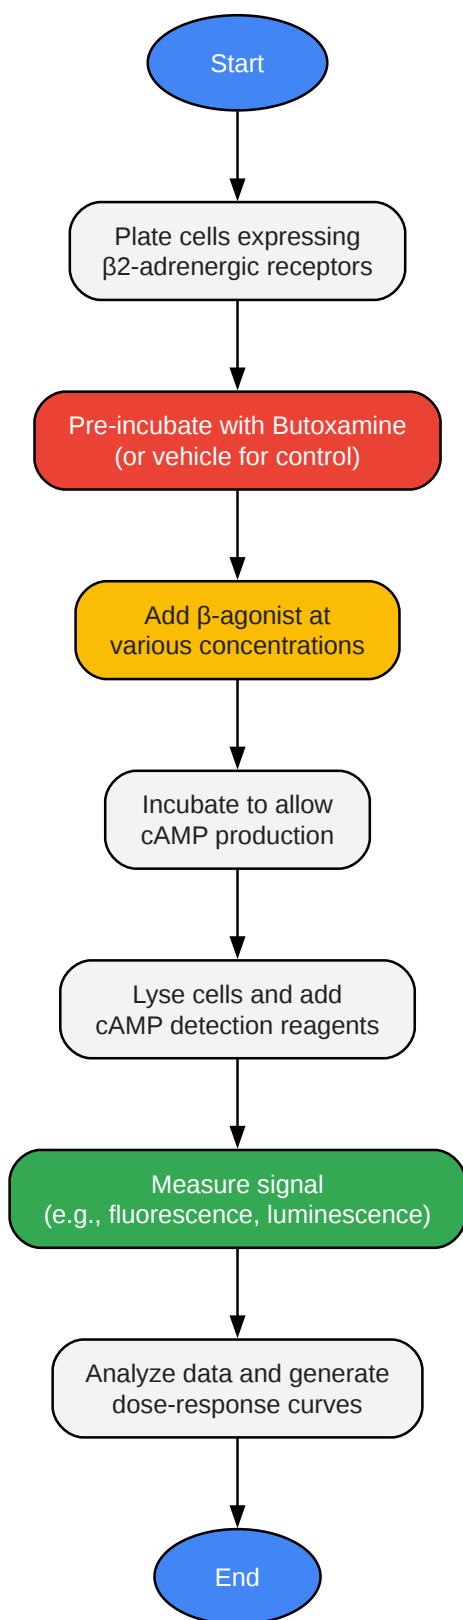 Start
Plate cells expressing
β2-adrenergic receptors
Pre-incubate with Butoxamine
(or vehicle for control)
Add β-agonist at
various concentrations
Incubate to allow
cAMP production
Lyse cells and add
cAMP detection reagents
Measure signal
(e.g., fluorescence, luminescence)
Analyze data and generate
dose-response curves
End